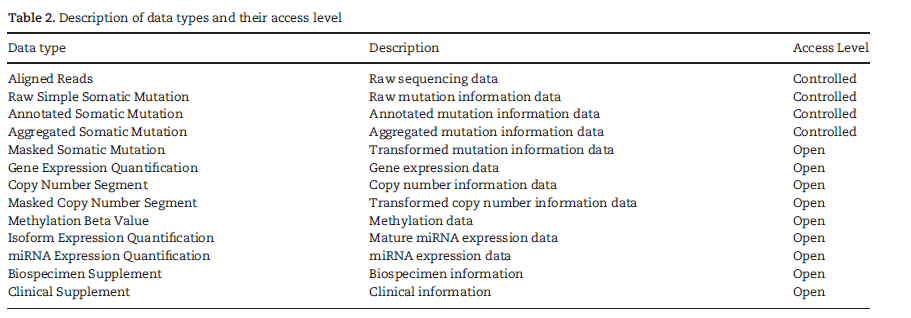 Table 2. Description of data types and their access level
Data type Description Access Level
Aligned Reads Raw sequencing data Controlled
Raw Simple Somatic Mutation Raw mutation information data Controlled
Annotated Somatic Mutation Annotated mutation information data Controlled
Aggregated Somatic Mutation Aggregated mutation information data Controlled
Masked Somatic Mutation Transformed mutation information data Open
Gene Expression Quantification Gene expression data Open
Copy Number Segment Copy number information data Open
Masked Copy Number Segment Transformed copy number information data Open
Methylation Beta Value Methylation data Open
Isoform Expression Quantification Mature miRNA expression data Open
miRNA Expression Quantification miRNA expression data Open
Biospecimen Supplement Biospecimen information Open
Clinical Supplement Clinical information Open